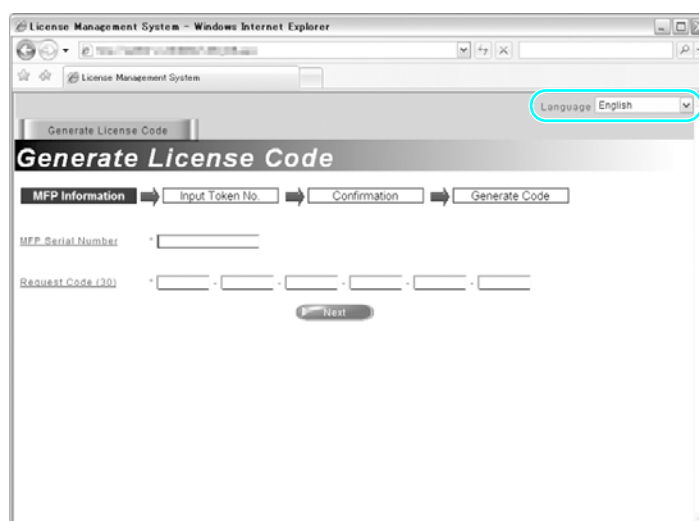 License Management System - Windows Internet Explorer
License Management System
Language English
Generate License Code
Generate License Code
MFP Information Input Token No. Confirmation Generate Code
MFP Serial Number *
Request Code (30) * - - - - -
Next